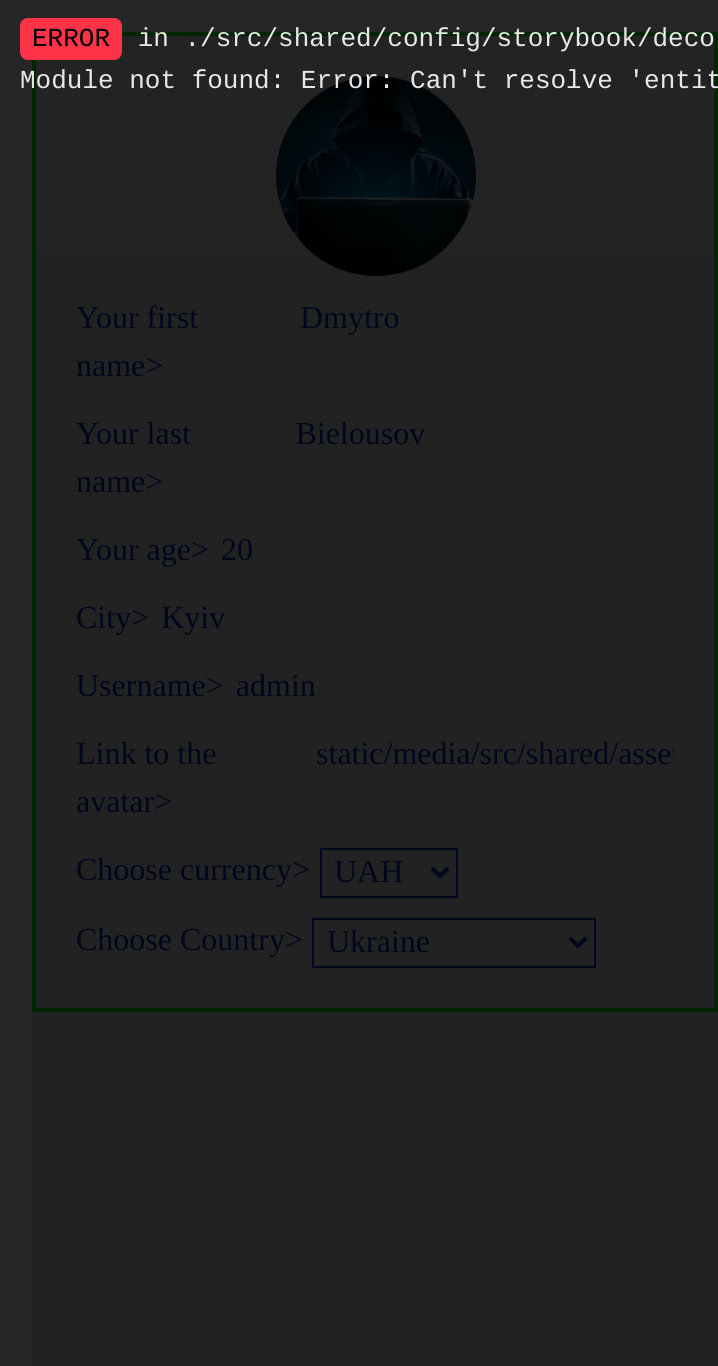 ERROR in ./src/shared/config/storybook/deco
Module not found: Error: Can't resolve 'entit
Your first name> Dmytro
Your last name> Bielousov
Your age> 20
City> Kyiv
Username> admin
Link to the avatar> static/media/src/shared/asse
Choose currency> UAH
Choose Country> Ukraine